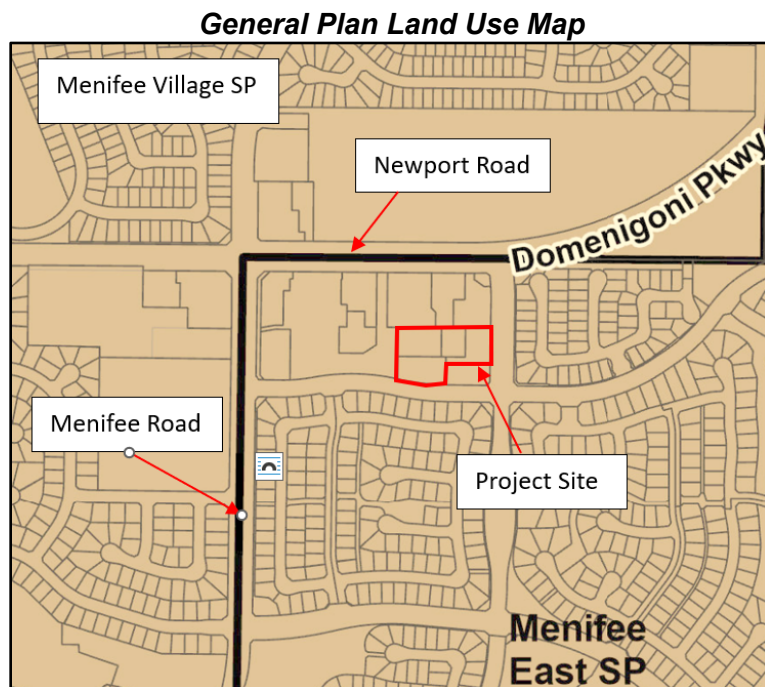 General Plan Land Use Map
Menifee Village SP
Newport Road
Domenigoni Pkwy
Menifee Road
Project Site
Menifee
East SP